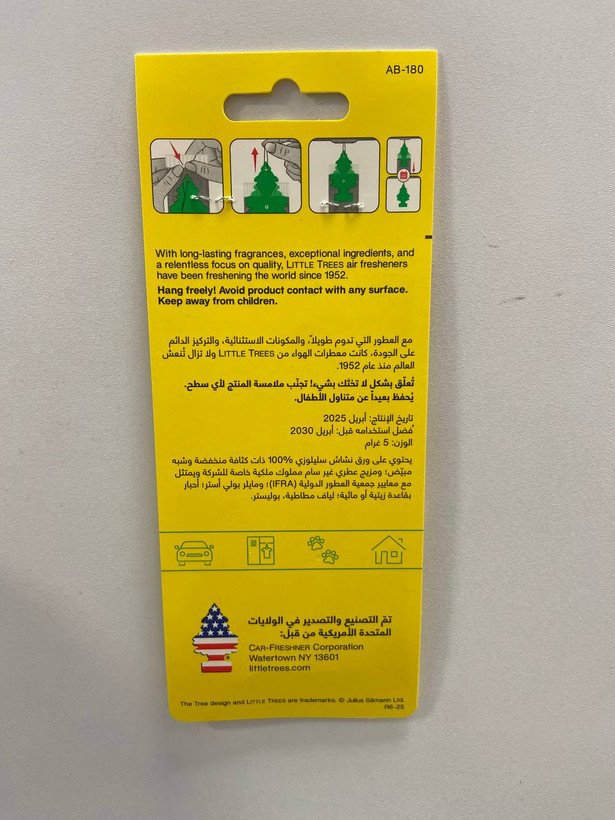 AB-180
With long-lasting fragrances, exceptional ingredients, and
a relentless focus on quality, LITTLE TREES air fresheners
have been freshening the world since 1952.
Hang freely! Avoid product contact with any surface.
Keep away from children.
مع العطور التي تدوم طويلاً، والمكونات الاستثنائية، والتركيز الدائم
على الجودة، كانت معطرات الهواء من LITTLE TREES ولا تزال تُنعش
العالم منذ عام 1952.
تُعلّق بشكل لا تحتّك بشيء! تجنّب ملامسة المنتج لأي سطح.
يُحفظ بعيداً عن متناول الأطفال.
تاريخ الإنتاج: أبريل 2025
يُفضل استخدامه قبل: أبريل 2030
الوزن: 5 غرام
يحتوي على ورق نشاش سليلوزي 100% ذات كثافة منخفضة وشبه
مبيّض؛ ومزيج عطري غير سام مملوك ملكية خاصة للشركة ويمتثل
مع معايير جمعية العطور الدولية (IFRA)؛ ومايلر بولي أستر؛ أحبار
بقاعدة زيتية أو مائية؛ لياف مطاطية، بوليستر.
تمّ التصنيع والتصدير في الولايات
المتحدة الأمريكية من قبل:
CAR-FRESHNER Corporation
Watertown NY 13601
littletrees.com
The Tree design and LITTLE TREES are trademarks. © Julius Sämann Ltd.
R6-25